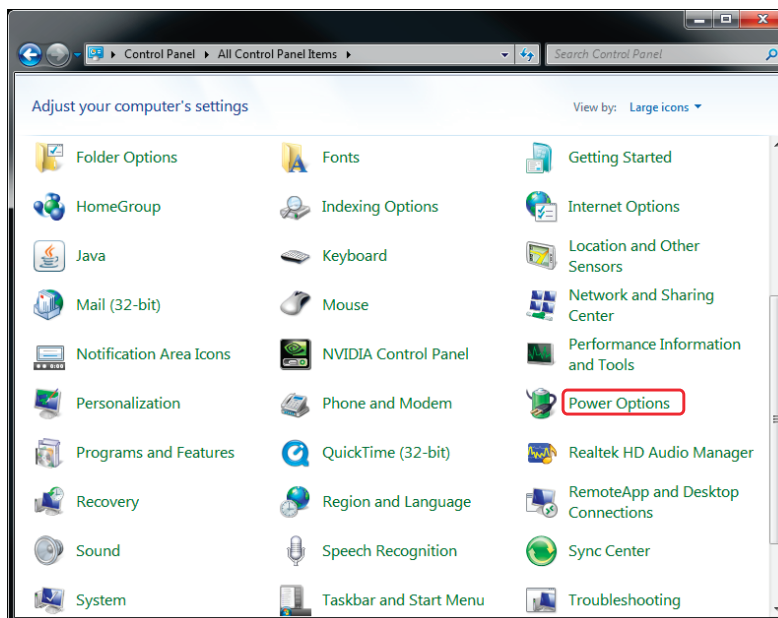 Control Panel All Control Panel Items Search Control Panel
Adjust your computer's settings View by: Large icons
Folder Options Fonts Getting Started
HomeGroup Indexing Options Internet Options
Java Keyboard Location and Other
Sensors
Mail (32-bit) Mouse Network and Sharing
Center
Notification Area Icons NVIDIA Control Panel Performance Information
and Tools
Personalization Phone and Modem Power Options
Programs and Features QuickTime (32-bit) Realtek HD Audio Manager
Recovery Region and Language RemoteApp and Desktop
Connections
Sound Speech Recognition Sync Center
System Taskbar and Start Menu Troubleshooting